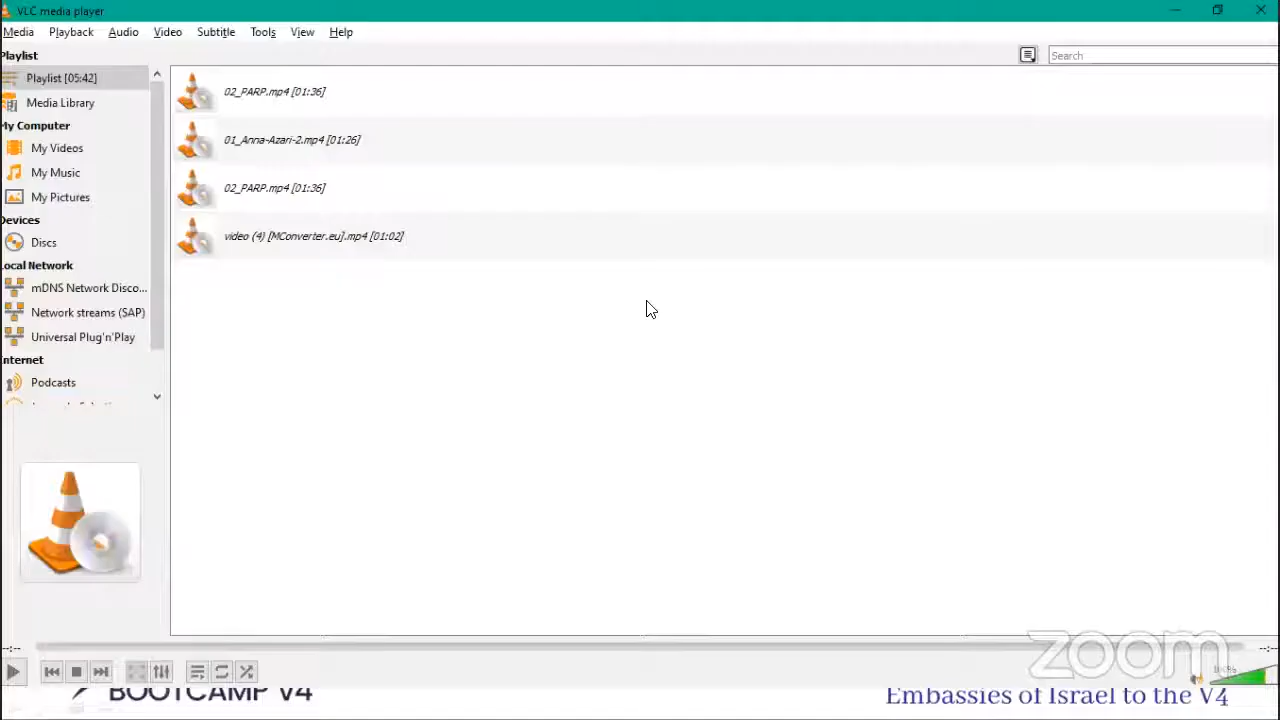 VLC media player
Media Playback Audio Video Subtitle Tools View Help
Playlist
Search
Playlist [05:42]
Media Library
My Computer
My Videos
My Music
My Pictures
Devices
Discs
Local Network
mDNS Network Disco...
Network streams (SAP)
Universal Plug'n'Play
Internet
Podcasts
02_PARP.mp4 [01:36]
01_Anna-Azari-2.mp4 [01:26]
02_PARP.mp4 [01:36]
video (4) [MConverter.eu].mp4 [01:02]
--:--
--:--
zoom
100%
BOOTCAMP V4
Embassies of Israel to the V4